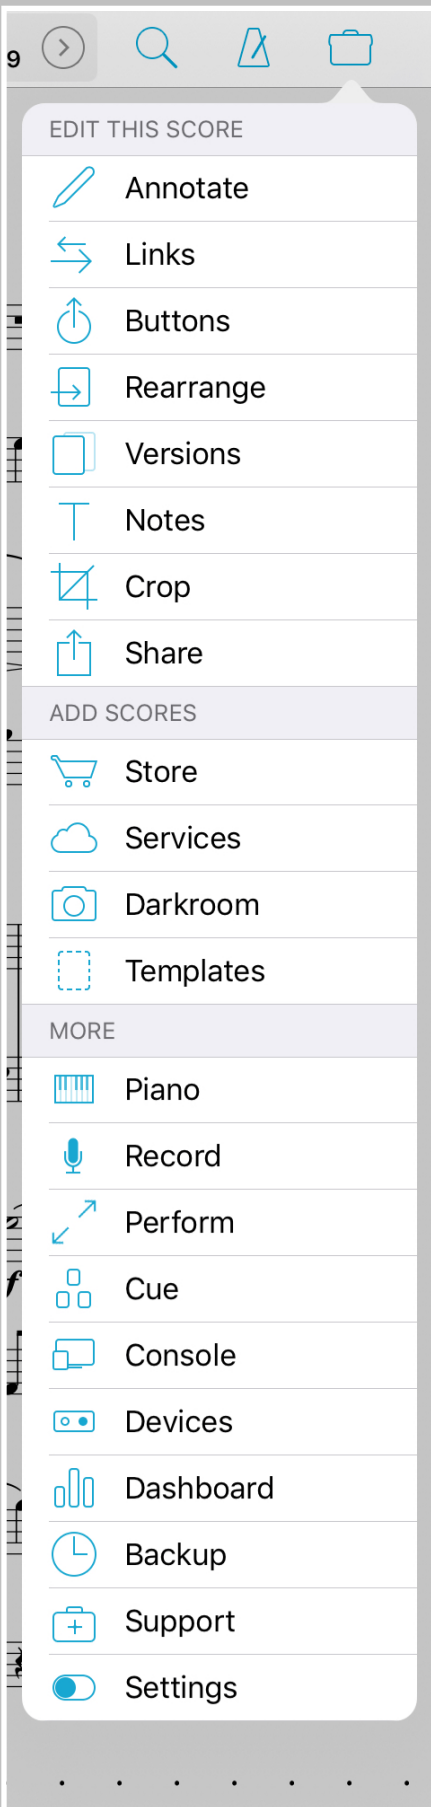 9
EDIT THIS SCORE
Annotate
Links
Buttons
Rearrange
Versions
Notes
Crop
Share
ADD SCORES
Store
Services
Darkroom
Templates
MORE
Piano
Record
Perform
f
Cue
Console
Devices
Dashboard
Backup
Support
Settings